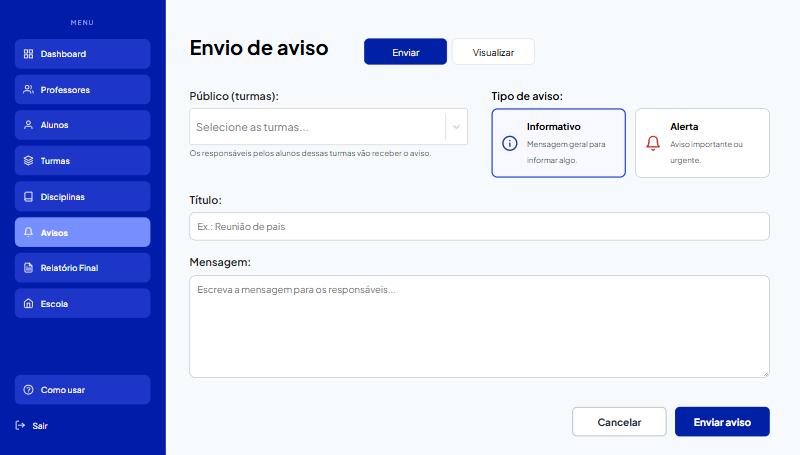 MENU
Dashboard
Professores
Alunos
Turmas
Disciplinas
Avisos
Relatório Final
Escola
Como usar
Sair
Envio de aviso
Enviar
Visualizar
Público (turmas):
Selecione as turmas...
Os responsáveis pelos alunos dessas turmas vão receber o aviso.
Tipo de aviso:
Informativo
Mensagem geral para
informar algo.
Alerta
Aviso importante ou
urgente.
Título:
Ex.: Reunião de pais
Mensagem:
Escreva a mensagem para os responsáveis...
Cancelar
Enviar aviso